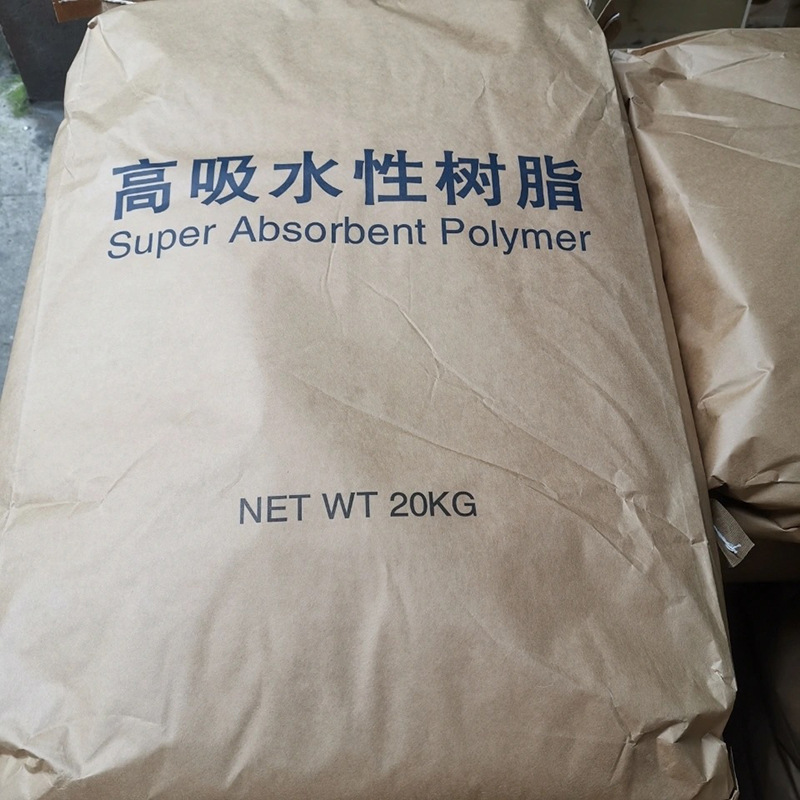 高吸水性树脂
Super Absorbent Polymer
NET WT 20KG